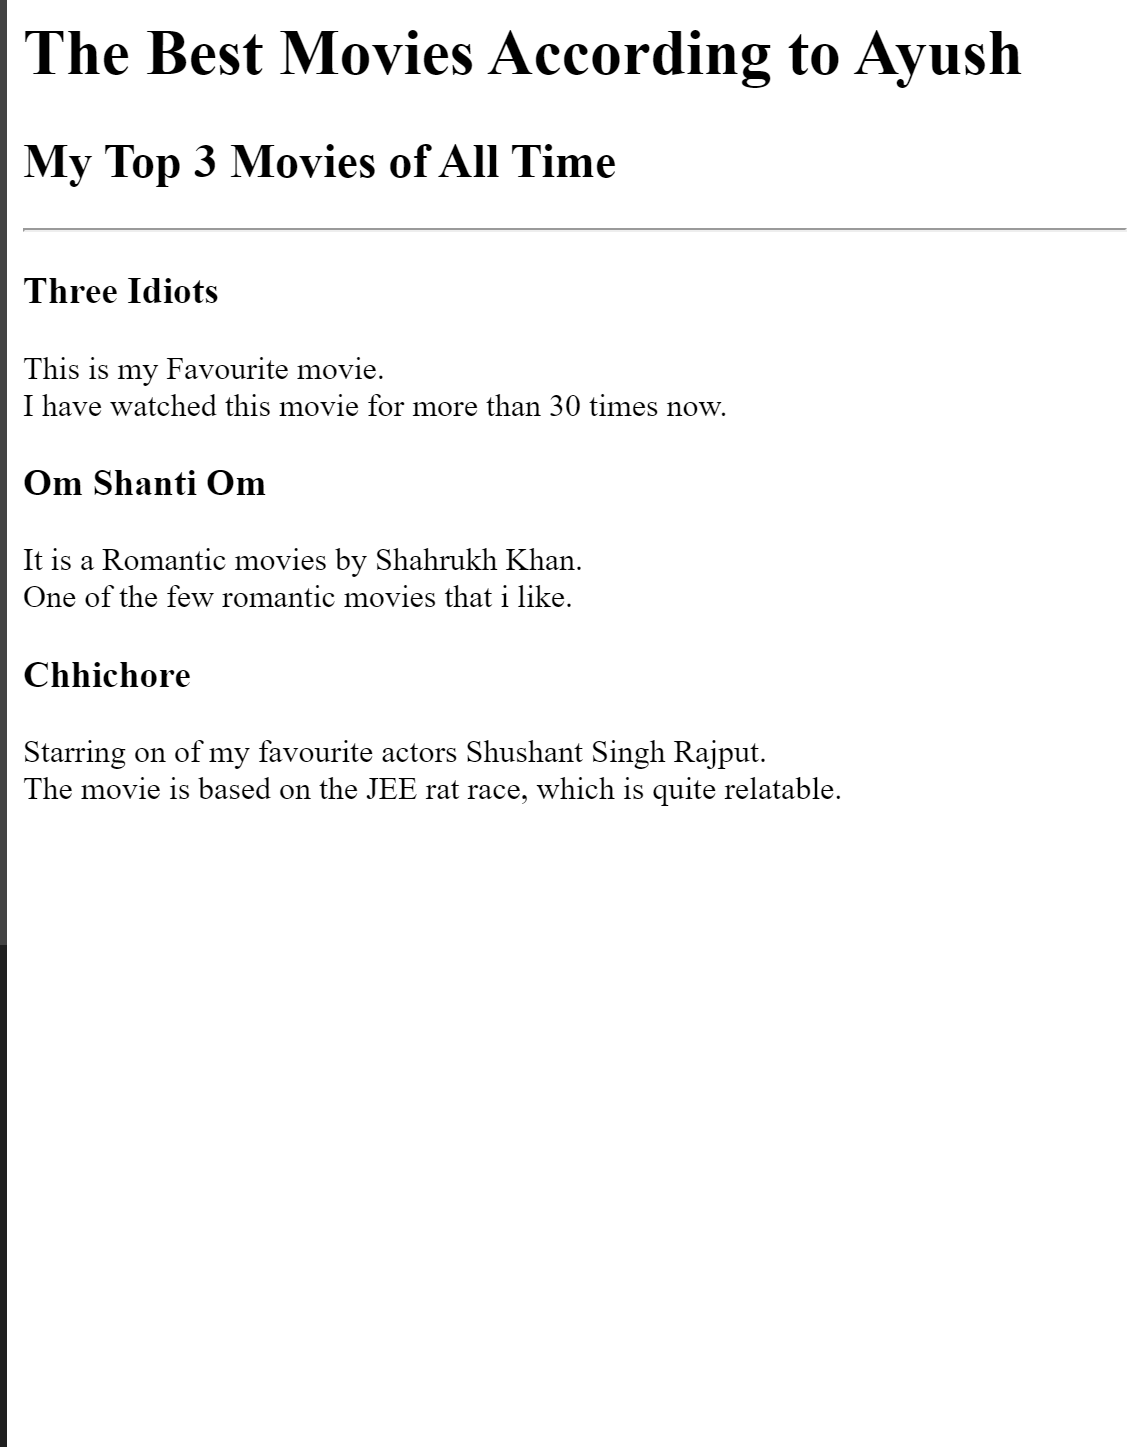 The Best Movies According to Ayush
My Top 3 Movies of All Time
Three Idiots
This is my Favourite movie.
I have watched this movie for more than 30 times now.
Om Shanti Om
It is a Romantic movies by Shahrukh Khan.
One of the few romantic movies that i like.
Chhichore
Starring on of my favourite actors Shushant Singh Rajput.
The movie is based on the JEE rat race, which is quite relatable.